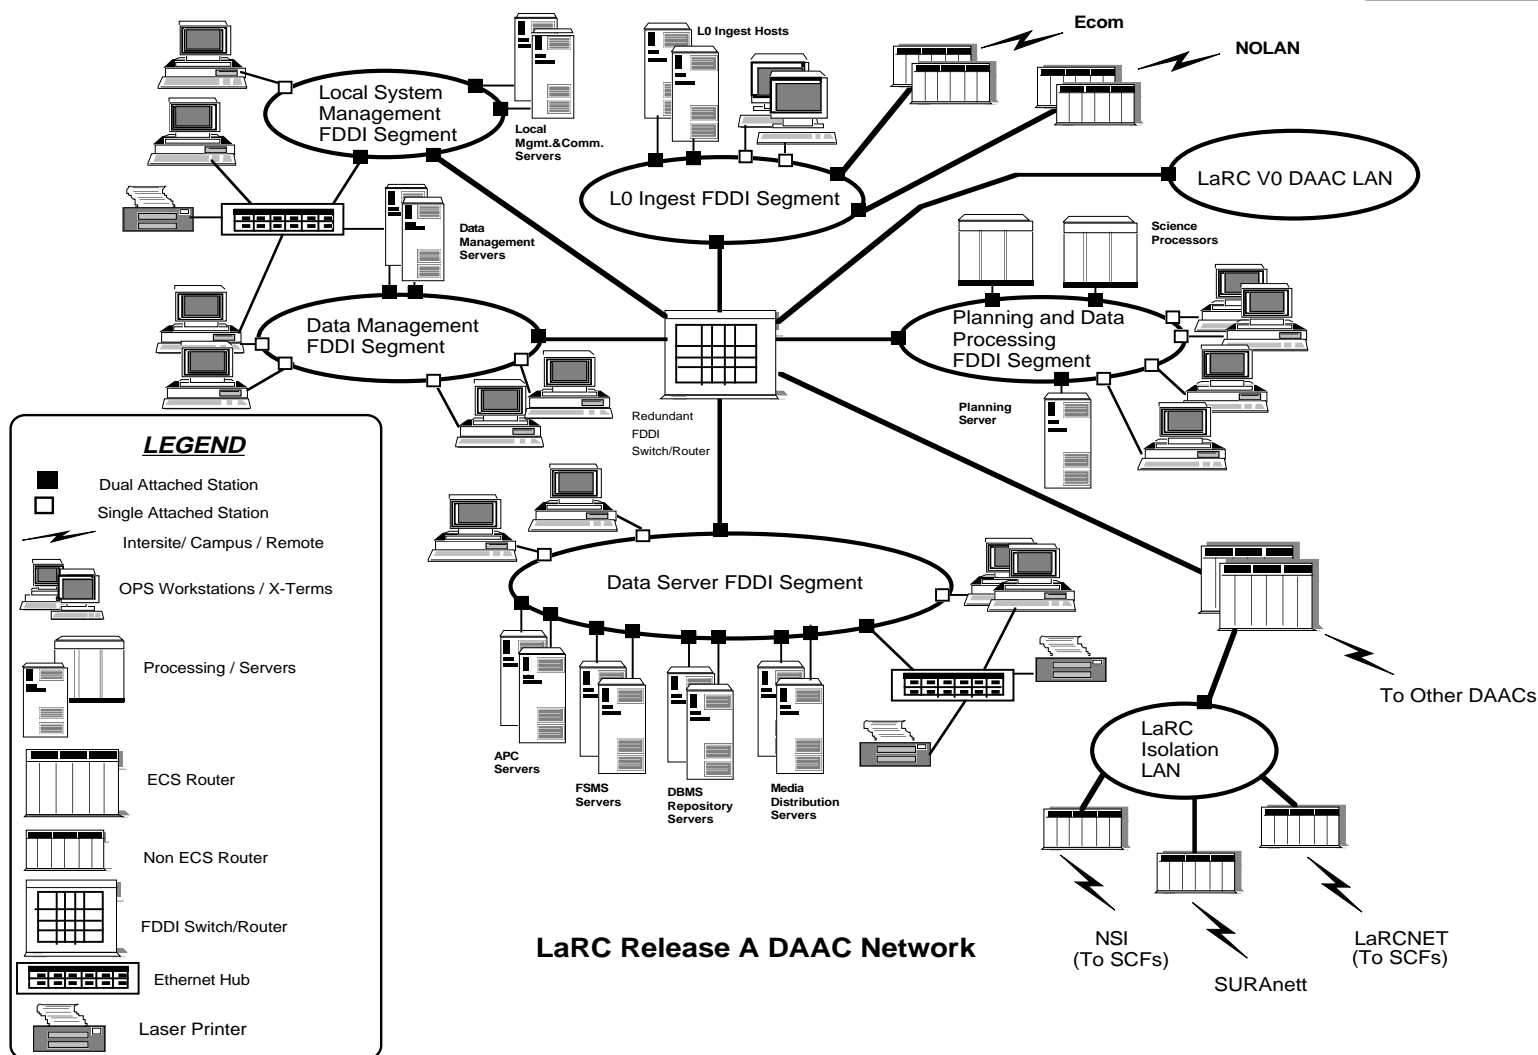 Ecom
L0 Ingest Hosts
NOLAN
Local System
Management
FDDI Segment
Local
Mgmt.&Comm.
Servers
L0 Ingest FDDI Segment
LaRC V0 DAAC LAN
Data
Management
Servers
Science
Processors
Data Management
FDDI Segment
Planning and Data
Processing
FDDI Segment
Redundant
FDDI
Switch/Router
Planning
Server
LEGEND
Dual Attached Station
Single Attached Station
Intersite/ Campus / Remote
OPS Workstations / X-Terms
Processing / Servers
ECS Router
Non ECS Router
FDDI Switch/Router
Ethernet Hub
Laser Printer
Data Server FDDI Segment
APC
Servers
FSMS
Servers
DBMS
Repository
Servers
Media
Distribution
Servers
To Other DAACs
LaRC
Isolation
LAN
NSI
(To SCFs)
SURAnett
LaRCNET
(To SCFs)
LaRC Release A DAAC Network